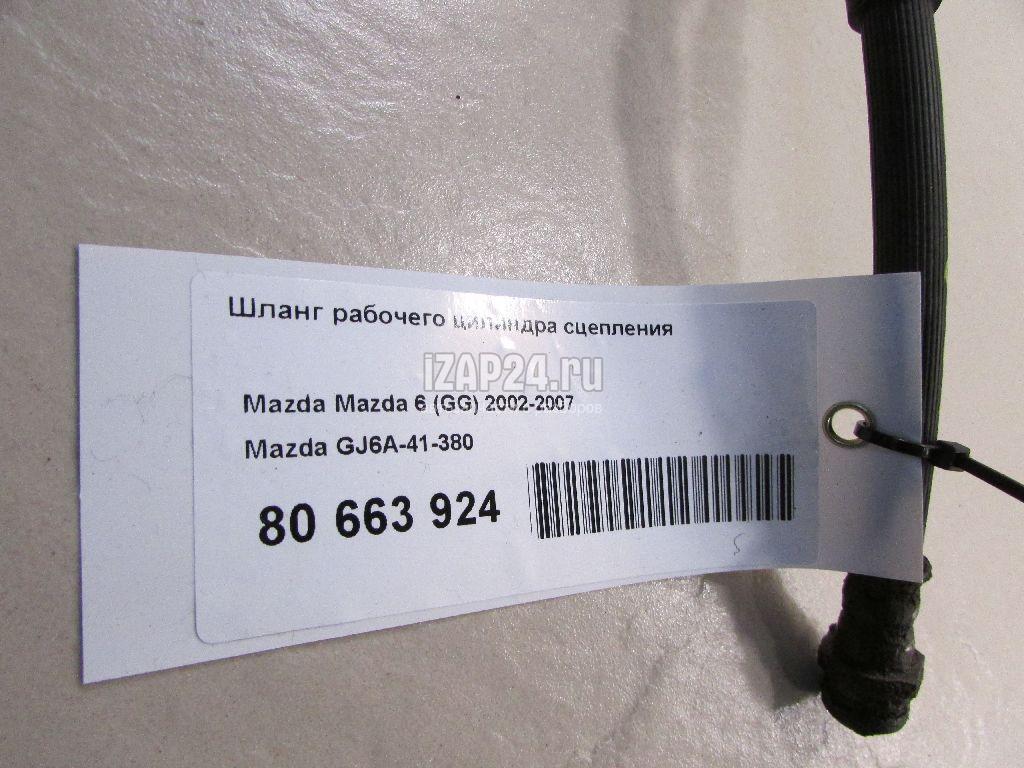 Шланг рабочего цилиндра сцепления
iZAP24.ru
Mazda Mazda 6 (GG) 2002-2007
Mazda GJ6A-41-380
80 663 924